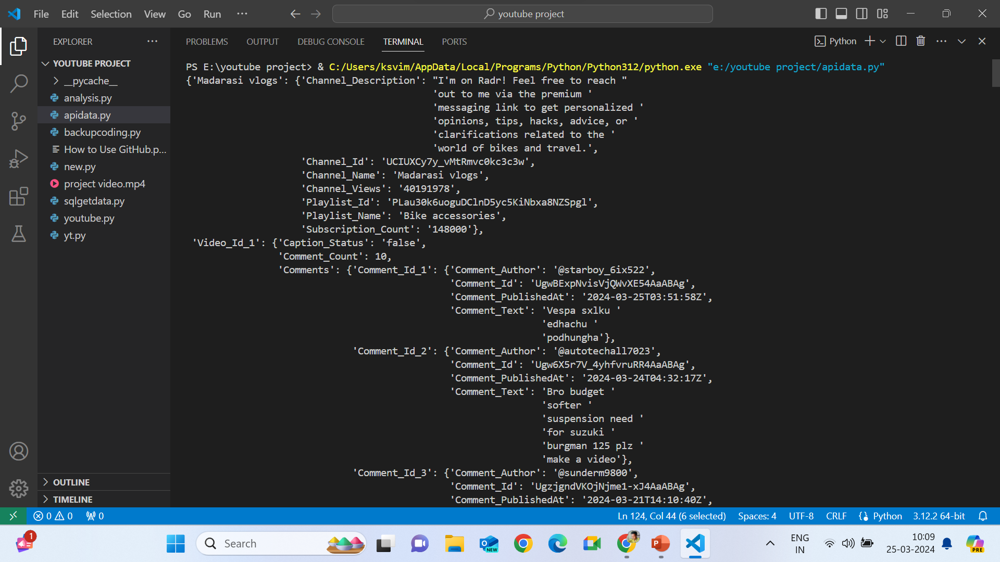 File Edit Selection View Go Run ···
youtube project
EXPLORER
YOUTUBE PROJECT
__pycache__
analysis.py
apidata.py
backupcoding.py
How to Use GitHub.p...
new.py
project video.mp4
sqlgetdata.py
youtube.py
yt.py
OUTLINE
TIMELINE
PROBLEMS OUTPUT DEBUG CONSOLE TERMINAL PORTS
Python
PS E:\youtube project> & C:/Users/ksvim/AppData/Local/Programs/Python/Python312/python.exe "e:/youtube project/apidata.py"
{'Madarasi vlogs': {'Channel_Description': "I'm on Radr! Feel free to reach "
'out to me via the premium '
'messaging link to get personalized '
'opinions, tips, hacks, advice, or '
'clarifications related to the '
'world of bikes and travel.',
'Channel_Id': 'UCIUXCy7y_vMtRmvc0kc3c3w',
'Channel_Name': 'Madarasi vlogs',
'Channel_Views': '40191978',
'Playlist_Id': 'PLau30k6uoguDClnD5yc5KiNbxa8NZSpgl',
'Playlist_Name': 'Bike accessories',
'Subscription_Count': '148000'},
'Video_Id_1': {'Caption_Status': 'false',
'Comment_Count': 10,
'Comments': {'Comment_Id_1': {'Comment_Author': '@starboy_6ix522',
'Comment_Id': 'UgwBExpNvisVjQWvXE54AaABAg',
'Comment_PublishedAt': '2024-03-25T03:51:58Z',
'Comment_Text': 'Vespa sxlku '
'edhachu '
'podhungha'},
'Comment_Id_2': {'Comment_Author': '@autotechall7023',
'Comment_Id': 'Ugw6X5r7V_4yhfvruRR4AaABAg',
'Comment_PublishedAt': '2024-03-24T04:32:17Z',
'Comment_Text': 'Bro budget '
'softer '
'suspension need '
'for suzuki '
'burgman 125 plz '
'make a video'},
'Comment_Id_3': {'Comment_Author': '@sunderm9800',
'Comment_Id': 'UgzjgndVKOjNjme1-xJ4AaABAg',
'Comment_PublishedAt': '2024-03-21T14:10:40Z',
0 0 0
Ln 124, Col 44 (6 selected) Spaces: 4 UTF-8 CRLF Python 3.12.2 64-bit
1
Search
NEW
ENG
IN
10:09
25-03-2024
PRE